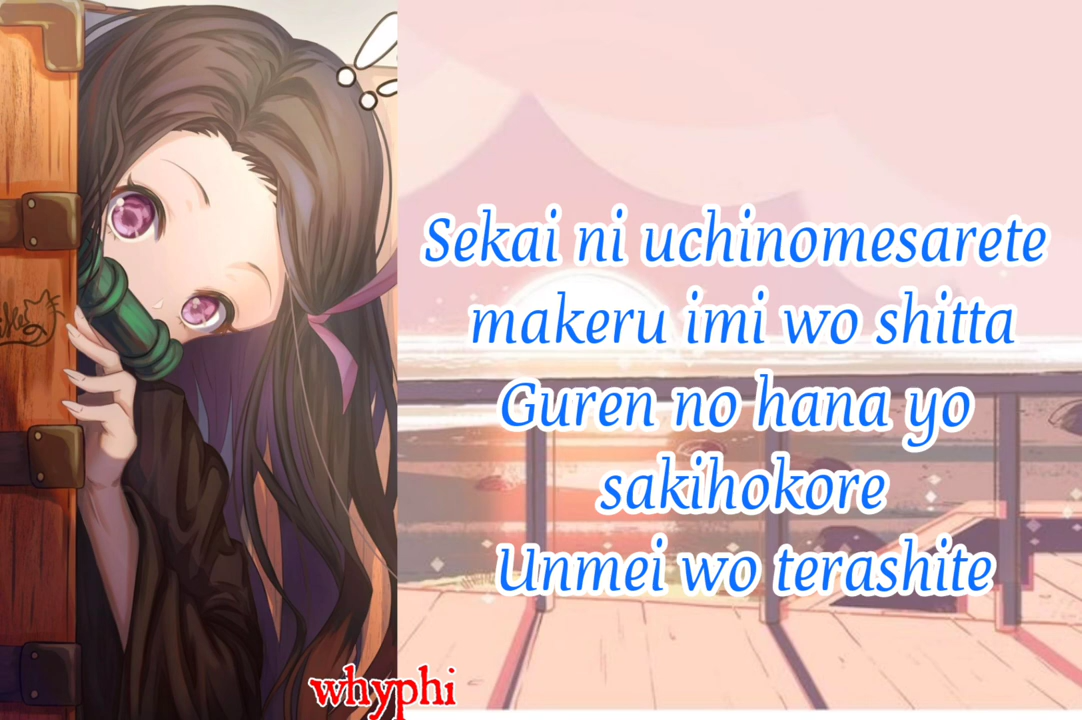 Sekai ni uchinomesarete
makeru imi wo shitta
Guren no hana yo
sakihokore
Unmei wo terashite
whyphi